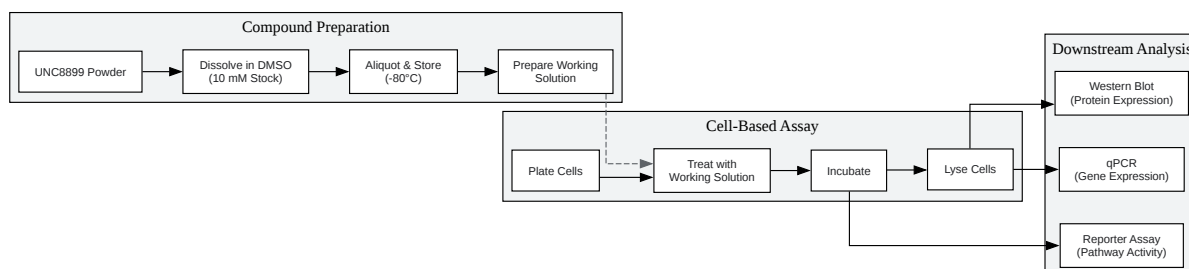 Compound Preparation
UNC8899 Powder
Dissolve in DMSO
(10 mM Stock)
Aliquot & Store
(-80°C)
Prepare Working
Solution
Cell-Based Assay
Plate Cells
Treat with
Working Solution
Incubate
Lyse Cells
Downstream Analysis
Western Blot
(Protein Expression)
qPCR
(Gene Expression)
Reporter Assay
(Pathway Activity)